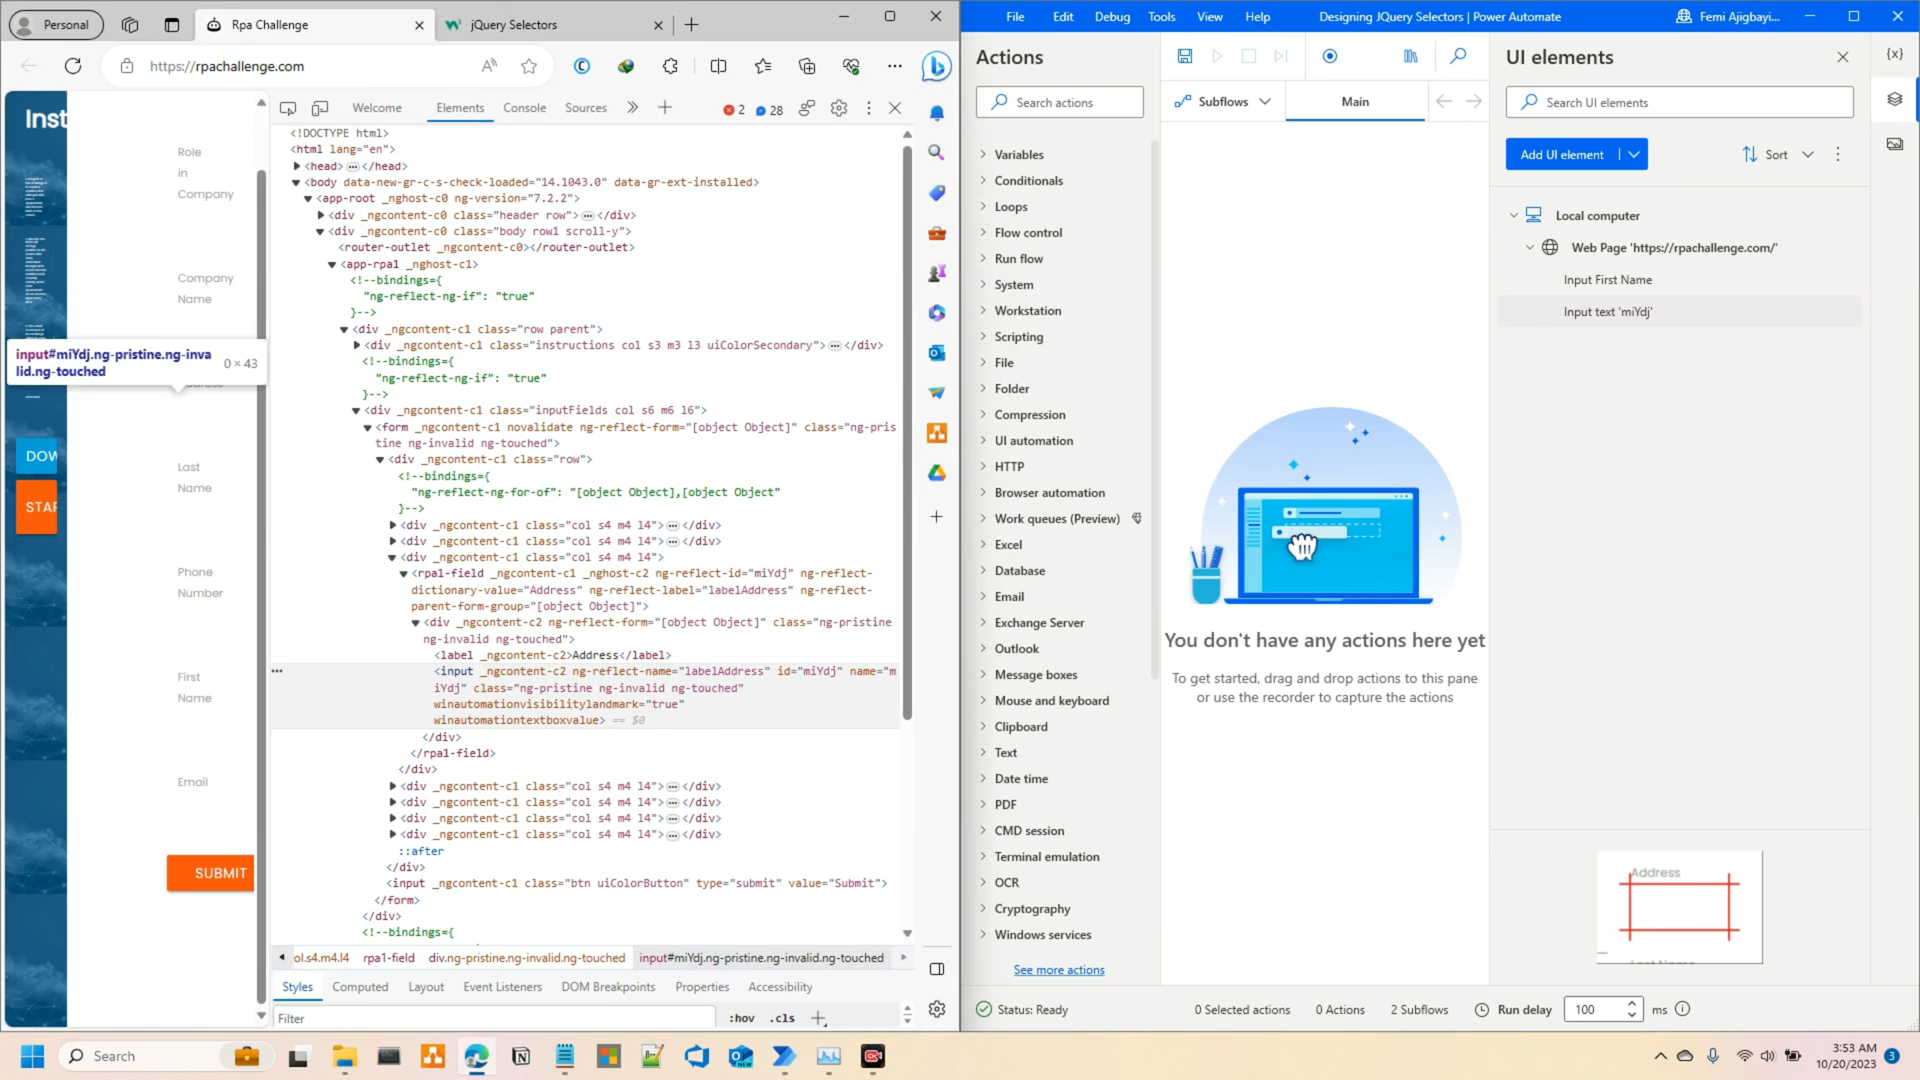 Personal
Rpa Challenge
jQuery Selectors
https://rpachallenge.com
Inst
Role
in
Company
Company
Name
input#miYdj.ng-pristine.ng-inva
lid.ng-touched
0 × 43
DOW
STAR
Last
Name
Phone
Number
First
Name
Email
SUBMIT
Welcome
Elements
Console
Sources
2
28
<!DOCTYPE html>
<html lang="en">
<head> ⋯ </head>
<body data-new-gr-c-s-check-loaded="14.1043.0" data-gr-ext-installed>
<app-root _nghost-c0 ng-version="7.2.2">
<div _ngcontent-c0 class="header row"> ⋯ </div>
<div _ngcontent-c0 class="body row1 scroll-y">
<router-outlet _ngcontent-c0></router-outlet>
<app-rpa1 _nghost-c1>
<!--bindings={
"ng-reflect-ng-if": "true"
}-->
<div _ngcontent-c1 class="row parent">
<div _ngcontent-c1 class="instructions col s3 m3 l3 uiColorSecondary"> ⋯ </div>
<!--bindings={
"ng-reflect-ng-if": "true"
}-->
<div _ngcontent-c1 class="inputFields col s6 m6 l6">
<form _ngcontent-c1 novalidate ng-reflect-form="[object Object]" class="ng-pris
tine ng-invalid ng-touched">
<div _ngcontent-c1 class="row">
<!--bindings={
"ng-reflect-ng-for-of": "[object Object],[object Object"
}-->
<div _ngcontent-c1 class="col s4 m4 l4"> ⋯ </div>
<div _ngcontent-c1 class="col s4 m4 l4"> ⋯ </div>
<div _ngcontent-c1 class="col s4 m4 l4">
<rpa1-field _ngcontent-c1 _nghost-c2 ng-reflect-id="miYdj" ng-reflect-
dictionary-value="Address" ng-reflect-label="labelAddress" ng-reflect-
parent-form-group="[object Object]">
<div _ngcontent-c2 ng-reflect-form="[object Object]" class="ng-pristine
ng-invalid ng-touched">
<label _ngcontent-c2>Address</label>
<input _ngcontent-c2 ng-reflect-name="labelAddress" id="miYdj" name="m
iYdj" class="ng-pristine ng-invalid ng-touched"
winautomationvisibilitylandmark="true"
winautomationtextboxvalue> == $0
</div>
</rpa1-field>
</div>
<div _ngcontent-c1 class="col s4 m4 l4"> ⋯ </div>
<div _ngcontent-c1 class="col s4 m4 l4"> ⋯ </div>
<div _ngcontent-c1 class="col s4 m4 l4"> ⋯ </div>
<div _ngcontent-c1 class="col s4 m4 l4"> ⋯ </div>
::after
</div>
<input _ngcontent-c1 class="btn uiColorButton" type="submit" value="Submit">
</form>
</div>
<!--bindings={
ol.s4.m4.l4 rpa1-field div.ng-pristine.ng-invalid.ng-touched input#miYdj.ng-pristine.ng-invalid.ng-touched
Styles Computed Layout Event Listeners DOM Breakpoints Properties Accessibility
Filter
:hov .cls
File Edit Debug Tools View Help
Designing JQuery Selectors | Power Automate
Femi Ajigbayi...
Actions
Search actions
Variables
Conditionals
Loops
Flow control
Run flow
System
Workstation
Scripting
File
Folder
Compression
UI automation
HTTP
Browser automation
Work queues (Preview)
Excel
Database
Email
Exchange Server
Outlook
Message boxes
Mouse and keyboard
Clipboard
Text
Date time
PDF
CMD session
Terminal emulation
OCR
Cryptography
Windows services
See more actions
Subflows
Main
You don't have any actions here yet
To get started, drag and drop actions to this pane
or use the recorder to capture the actions
UI elements
{x}
Search UI elements
Add UI element
Sort
Local computer
Web Page 'https://rpachallenge.com/'
Input First Name
Input text 'miYdj'
Address
Status: Ready
0 Selected actions
0 Actions
2 Subflows
Run delay
100
ms
Search
3:53 AM
10/20/2023
3